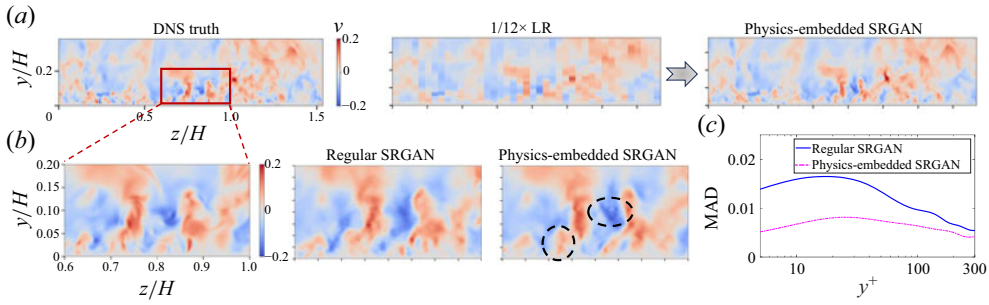 (a)
DNS truth
v
1/12× LR
Physics-embedded SRGAN
y/H
0.2
0
0.2
0
−0.2
0
0.5
1.0
1.5
z/H
(b)
Regular SRGAN
Physics-embedded SRGAN
(c)
y/H
0.20
0.15
0.10
0.05
0
0.6
0.7
0.8
0.9
1.0
z/H
0.2
0
−0.2
MAD
0.02
0.01
0
10
100
300
y+
Regular SRGAN
Physics-embedded SRGAN